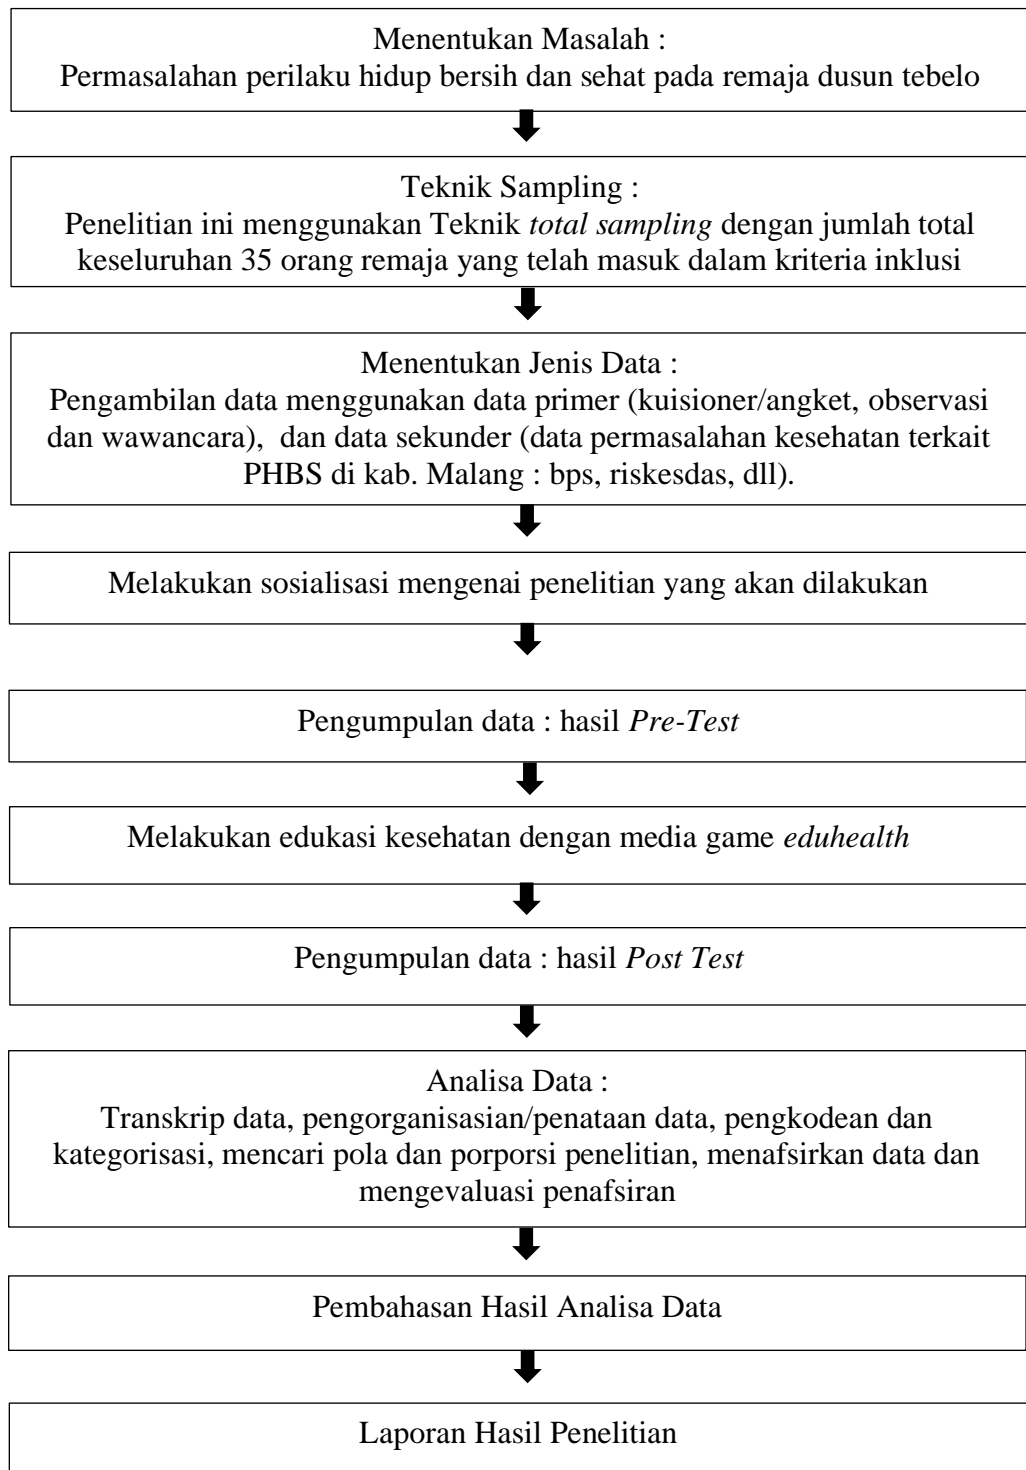 Menentukan Masalah :
Permasalahan perilaku hidup bersih dan sehat pada remaja dusun tebelo
Teknik Sampling :
Penelitian ini menggunakan Teknik total sampling dengan jumlah total
keseluruhan 35 orang remaja yang telah masuk dalam kriteria inklusi
Menentukan Jenis Data :
Pengambilan data menggunakan data primer (kuisioner/angket, observasi
dan wawancara), dan data sekunder (data permasalahan kesehatan terkait
PHBS di kab. Malang : bps, riskesdas, dll).
Melakukan sosialisasi mengenai penelitian yang akan dilakukan
Pengumpulan data : hasil Pre-Test
Melakukan edukasi kesehatan dengan media game eduhealth
Pengumpulan data : hasil Post Test
Analisa Data :
Transkrip data, pengorganisasian/penataan data, pengkodean dan
kategorisasi, mencari pola dan porporsi penelitian, menafsirkan data dan
mengevaluasi penafsiran
Pembahasan Hasil Analisa Data
Laporan Hasil Penelitian